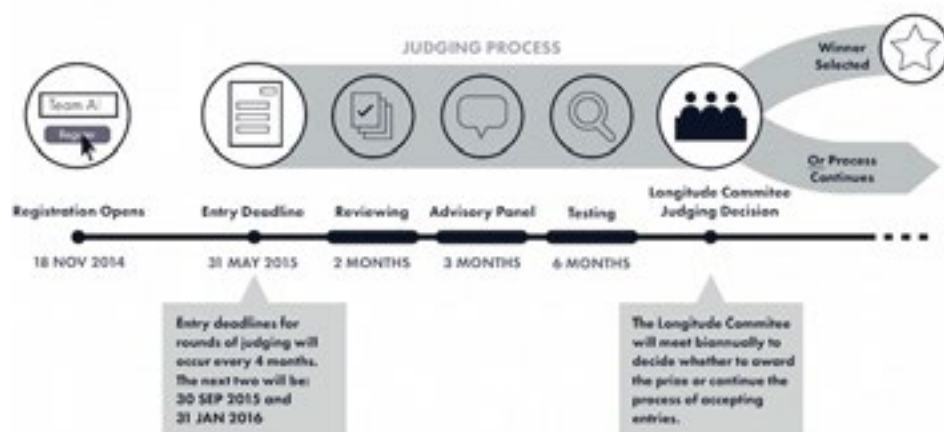 JUDGING PROCESS
Winner
Selected
Team A
Register
Or Process
Continues
Registration Opens
Entry Deadline
Reviewing
Advisory Panel
Testing
Longitude Commitee
Judging Decision
18 NOV 2014
31 MAY 2015
2 MONTHS
3 MONTHS
6 MONTHS
Entry deadlines for
rounds of judging will
occur every 4 months.
The next two will be:
30 SEP 2015 and
31 JAN 2016
The Longitude Commitee
will meet biannually to
decide whether to award
the prize or continue the
process of accepting
entries.